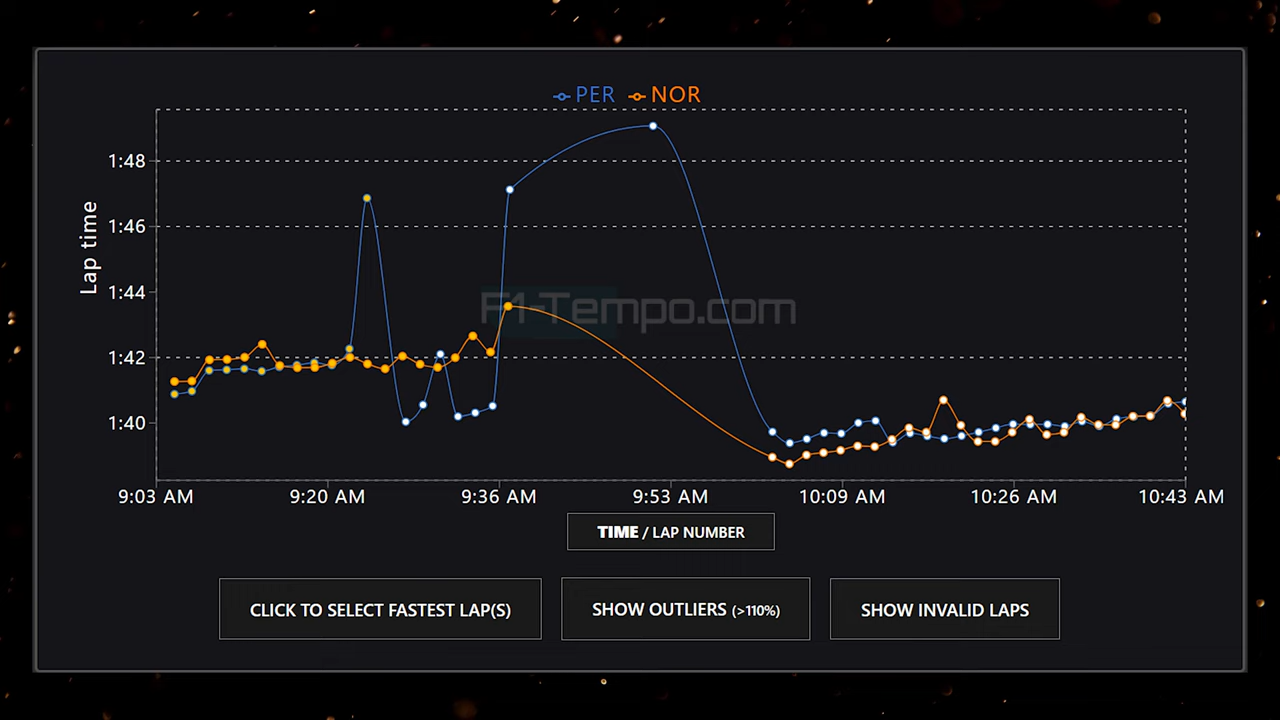 PER NOR
1:48
1:46
1:44
1:42
1:40
Lap time
F1-Tempo.com
9:03 AM 9:20 AM 9:36 AM 9:53 AM 10:09 AM 10:26 AM 10:43 AM
TIME / LAP NUMBER
CLICK TO SELECT FASTEST LAP(S) SHOW OUTLIERS (>110%) SHOW INVALID LAPS